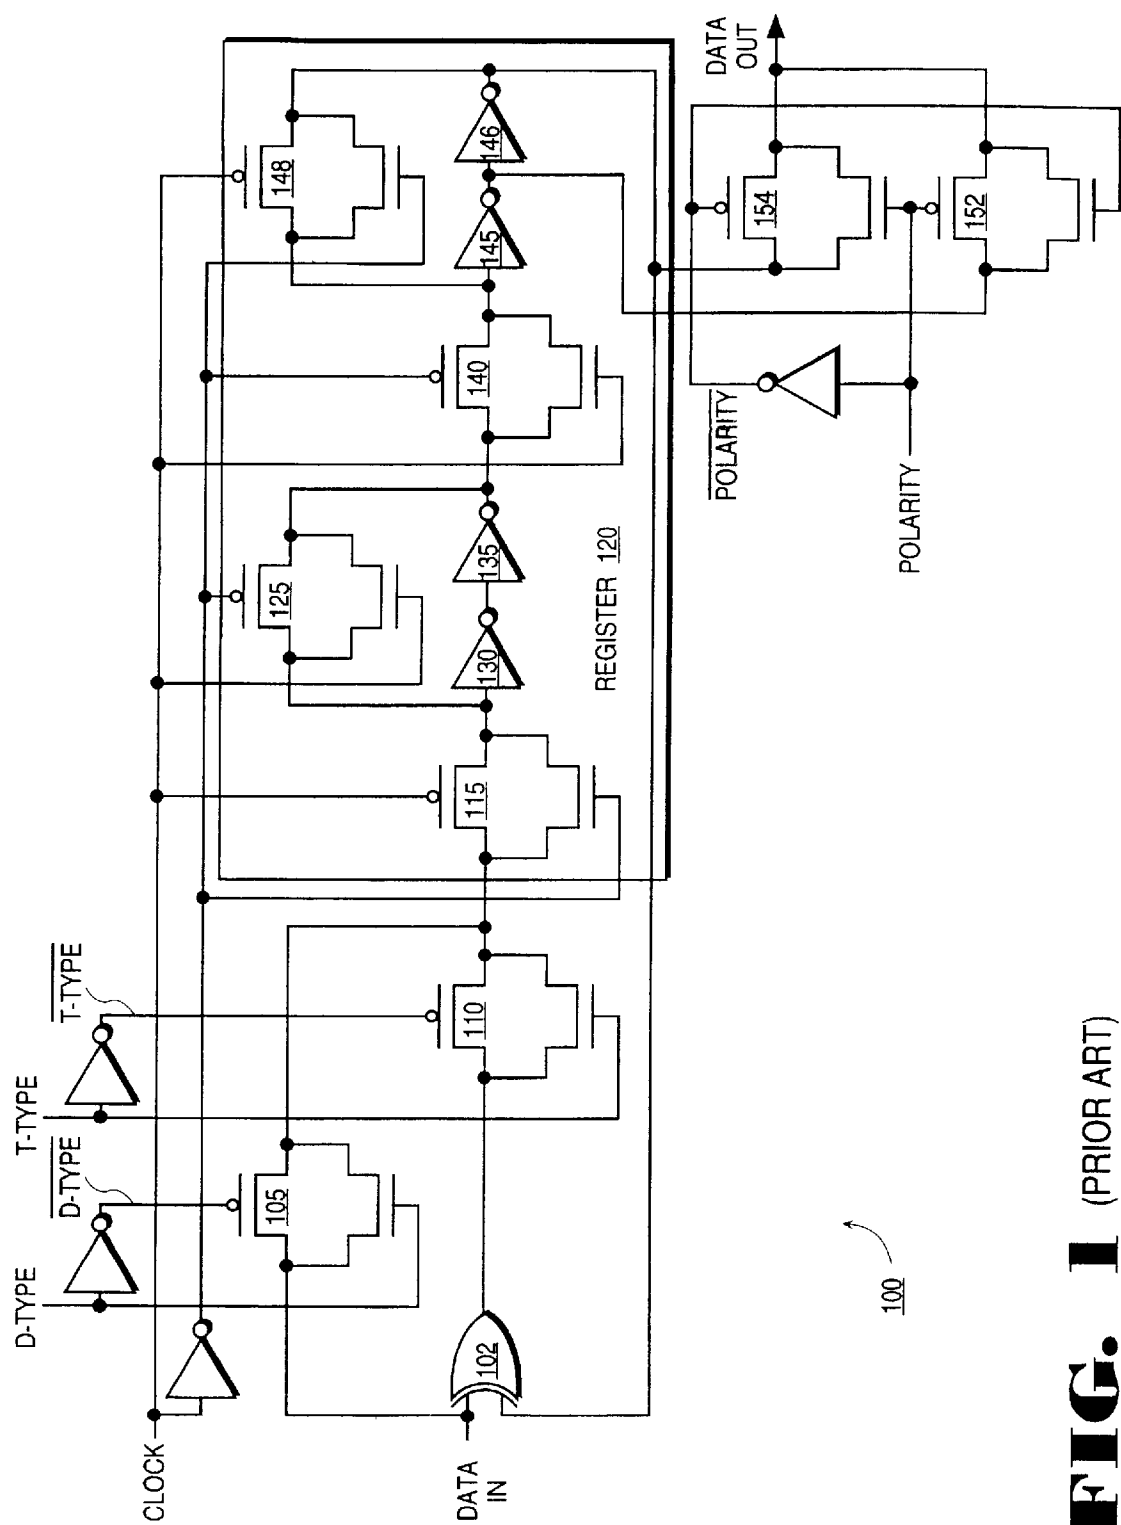 CLOCK
D-TYPE
D-TYPE
T-TYPE
T-TYPE
DATA
IN
102
105
110
115
125
130
135
140
145
146
148
REGISTER 120
POLARITY
POLARITY
152
154
DATA
OUT
100
FIG. 1 (PRIOR ART)